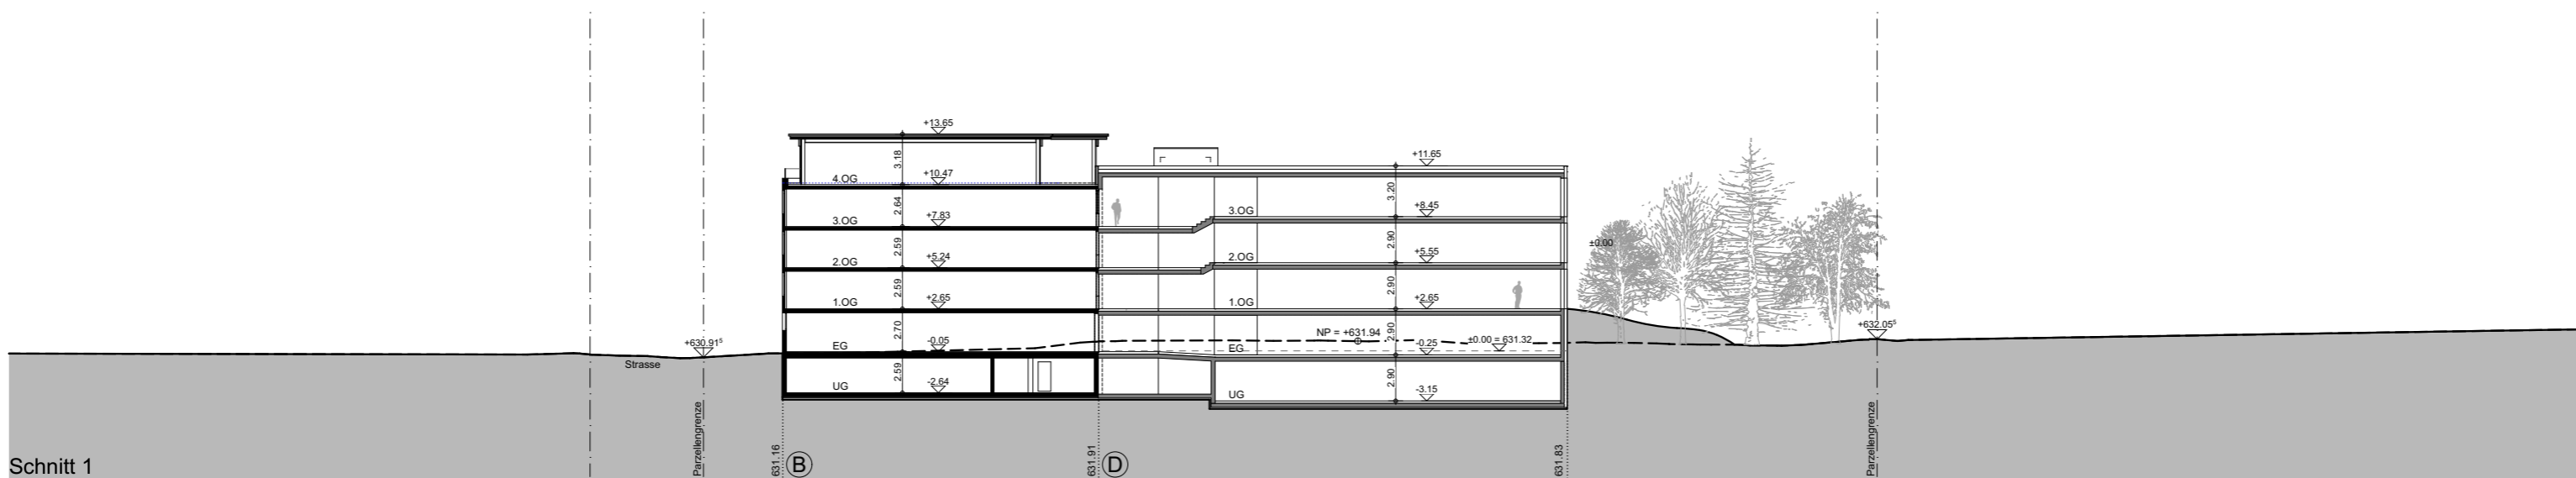 +13.65
3.18
4.OG
+10.47
2.64
3.OG
+7.83
2.59
2.OG
+5.24
2.59
1.OG
+2.65
2.70
EG
-0.05
2.59
UG
-2.64
+11.65
3.20
3.OG
+8.45
2.90
2.OG
+5.55
2.90
1.OG
+2.65
2.90
NP = +631.94
EG
-0.25
±0.00 = 631.32
2.90
UG
-3.15
±0.00
+630.91⁵
Strasse
+632.05⁵
Parzellengrenze
631.16
B
631.91
D
631.83
Parzellengrenze
Schnitt 1